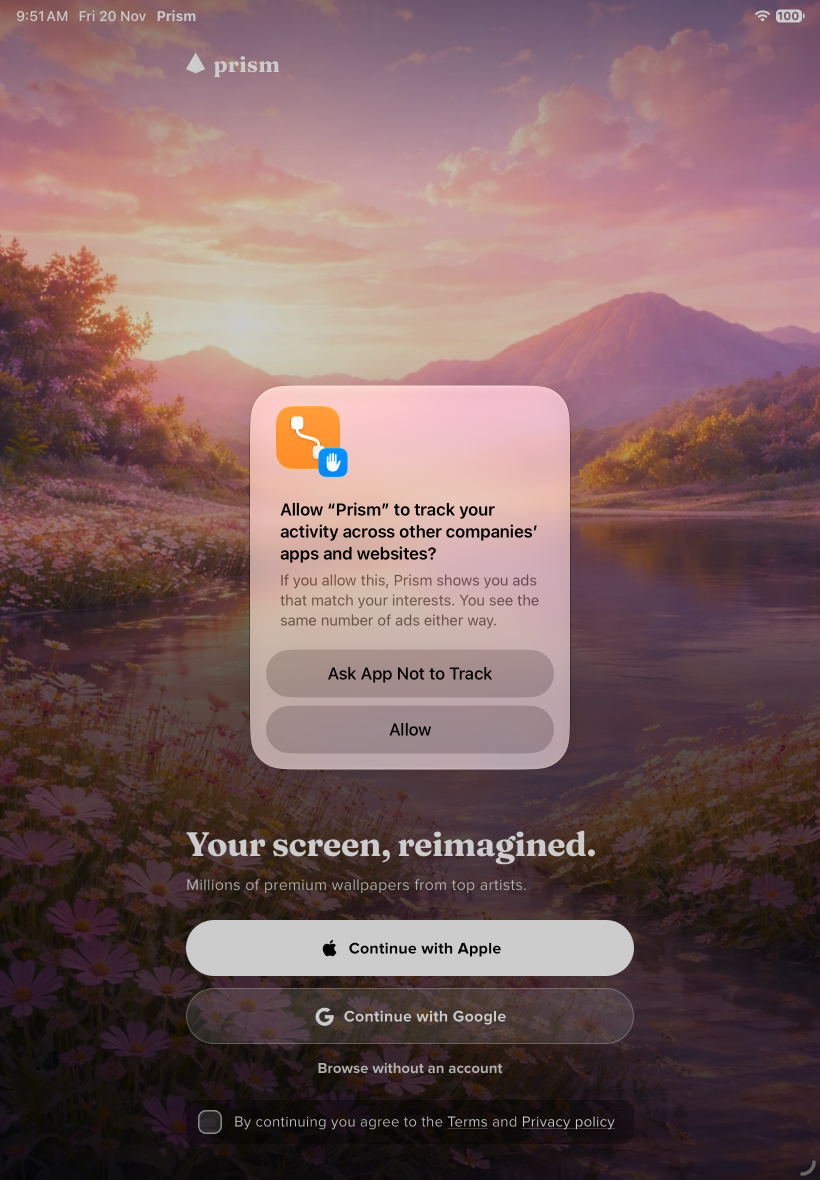 9:51 AM Fri 20 Nov Prism
100
prism
Allow “Prism” to track your
activity across other companies’
apps and websites?
If you allow this, Prism shows you ads
that match your interests. You see the
same number of ads either way.
Ask App Not to Track
Allow
Your screen, reimagined.
Millions of premium wallpapers from top artists.
Continue with Apple
Continue with Google
Browse without an account
By continuing you agree to the Terms and Privacy policy